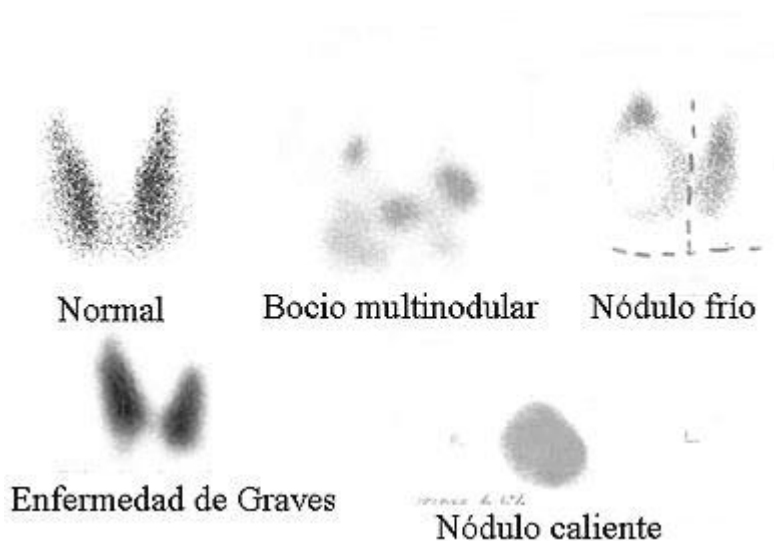 Normal
Bocio multinodular
Nódulo frío
Enfermedad de Graves
L
Nódulo caliente